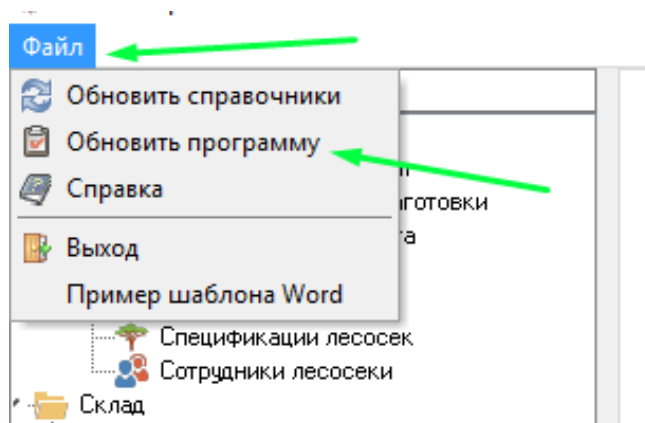 Файл
Обновить справочники
Обновить программу
Справка
Выход
Пример шаблона Word
Спецификации лесосек
Сотрудники лесосеки
Склад